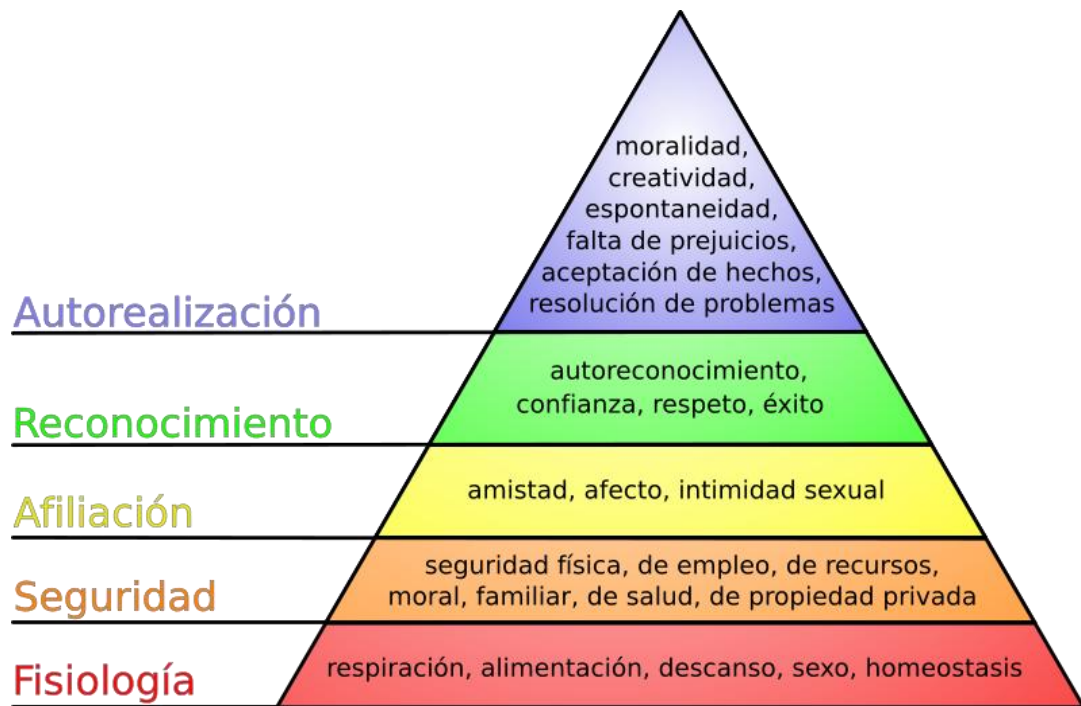 moralidad,
creatividad,
espontaneidad,
falta de prejuicios,
aceptación de hechos,
resolución de problemas
Autorealización
autoreconocimiento,
confianza, respeto, éxito
Reconocimiento
amistad, afecto, intimidad sexual
Afiliación
seguridad física, de empleo, de recursos,
moral, familiar, de salud, de propiedad privada
Seguridad
respiración, alimentación, descanso, sexo, homeostasis
Fisiología